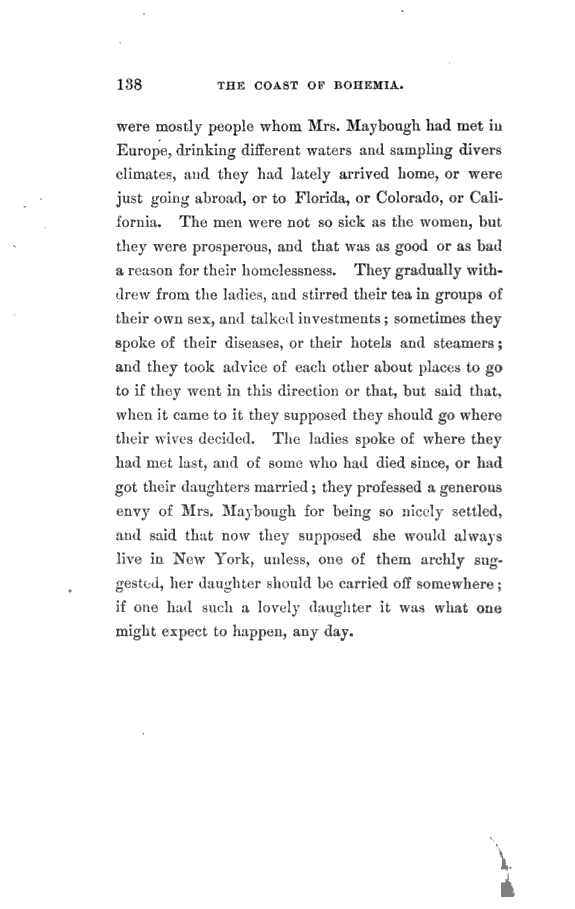 138 THE COAST OF BOHEMIA.
were mostly people whom Mrs. Maybough had met in
Europe, drinking different waters and sampling divers
climates, and they had lately arrived home, or were
just going abroad, or to Florida, or Colorado, or Cali-
fornia. The men were not so sick as the women, but
they were prosperous, and that was as good or as bad
a reason for their homelessness. They gradually with-
drew from the ladies, and stirred their tea in groups of
their own sex, and talked investments; sometimes they
spoke of their diseases, or their hotels and steamers;
and they took advice of each other about places to go
to if they went in this direction or that, but said that,
when it came to it they supposed they should go where
their wives decided. The ladies spoke of where they
had met last, and of some who had died since, or had
got their daughters married; they professed a generous
envy of Mrs. Maybough for being so nicely settled,
and said that now they supposed she would always
live in New York, unless, one of them archly sug-
gested, her daughter should be carried off somewhere;
if one had such a lovely daughter it was what one
might expect to happen, any day.